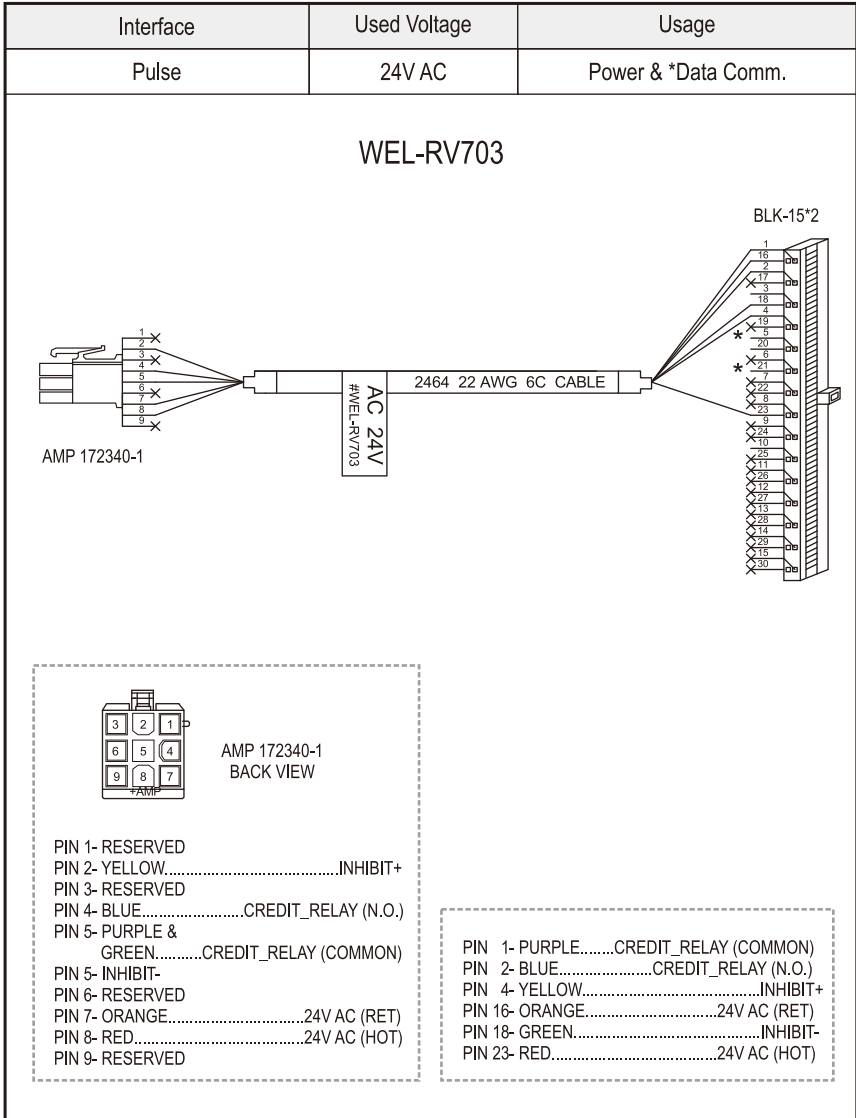 Interface Used Voltage Usage
Pulse 24V AC Power & *Data Comm.
WEL-RV703
BLK-15*2
1
16
2
17
3
18
4
19
* 5
20
6
* 21
7
22
8
23
9
24
10
25
11
26
12
27
13
28
14
29
15
30
1
2
3
4
5
6
7
8
9
AMP 172340-1
2464 22 AWG 6C CABLE
AC 24V
#WEL-RV703
3 2 1
6 5 4
9 8 7
+AMP
AMP 172340-1
BACK VIEW
PIN 1- RESERVED
PIN 2- YELLOW..............................INHIBIT+
PIN 3- RESERVED
PIN 4- BLUE.................CREDIT_RELAY (N.O.)
PIN 5- PURPLE &
GREEN..........CREDIT_RELAY (COMMON)
PIN 5- INHIBIT-
PIN 6- RESERVED
PIN 7- ORANGE........................24V AC (RET)
PIN 8- RED............................24V AC (HOT)
PIN 9- RESERVED
PIN 1- PURPLE.......CREDIT_RELAY (COMMON)
PIN 2- BLUE...............CREDIT_RELAY (N.O.)
PIN 4- YELLOW..............................INHIBIT+
PIN 16- ORANGE.......................24V AC (RET)
PIN 18- GREEN..............................INHIBIT-
PIN 23- RED............................24V AC (HOT)